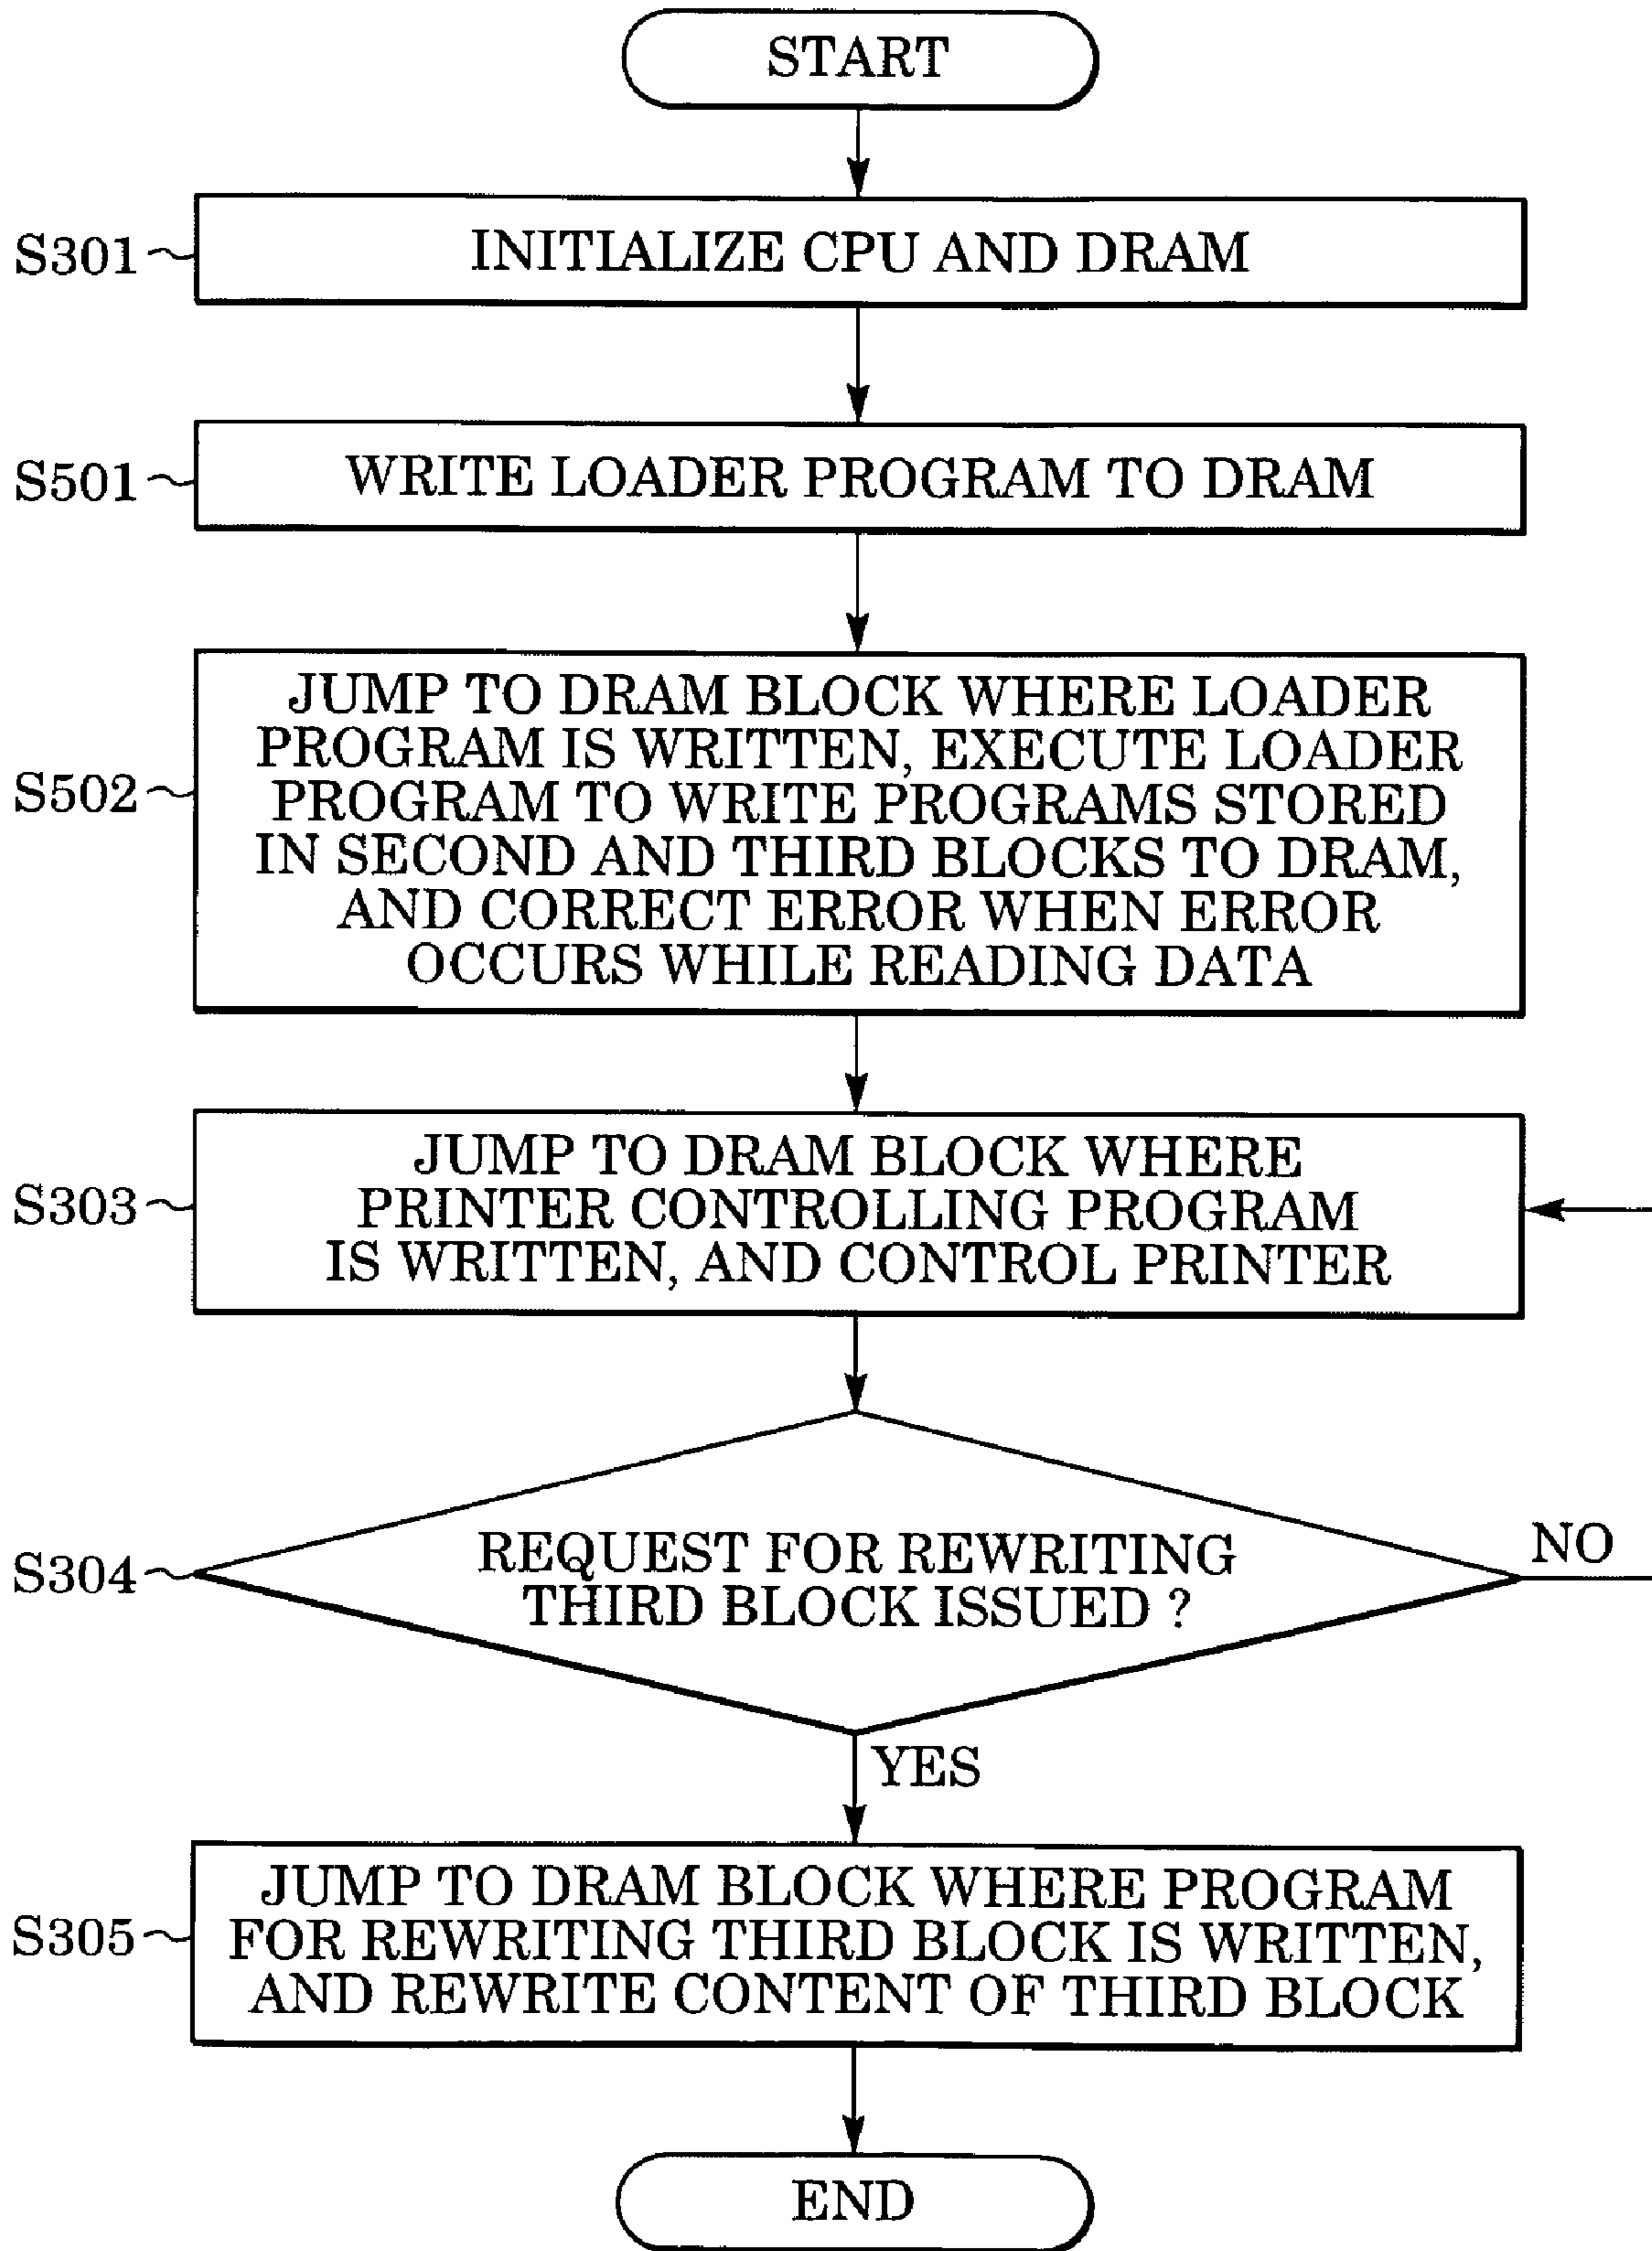 START
S301
INITIALIZE CPU AND DRAM
S501
WRITE LOADER PROGRAM TO DRAM
S502
JUMP TO DRAM BLOCK WHERE LOADER
PROGRAM IS WRITTEN, EXECUTE LOADER
PROGRAM TO WRITE PROGRAMS STORED
IN SECOND AND THIRD BLOCKS TO DRAM,
AND CORRECT ERROR WHEN ERROR
OCCURS WHILE READING DATA
S303
JUMP TO DRAM BLOCK WHERE
PRINTER CONTROLLING PROGRAM
IS WRITTEN, AND CONTROL PRINTER
S304
REQUEST FOR REWRITING
THIRD BLOCK ISSUED ?
NO
YES
S305
JUMP TO DRAM BLOCK WHERE PROGRAM
FOR REWRITING THIRD BLOCK IS WRITTEN,
AND REWRITE CONTENT OF THIRD BLOCK
END